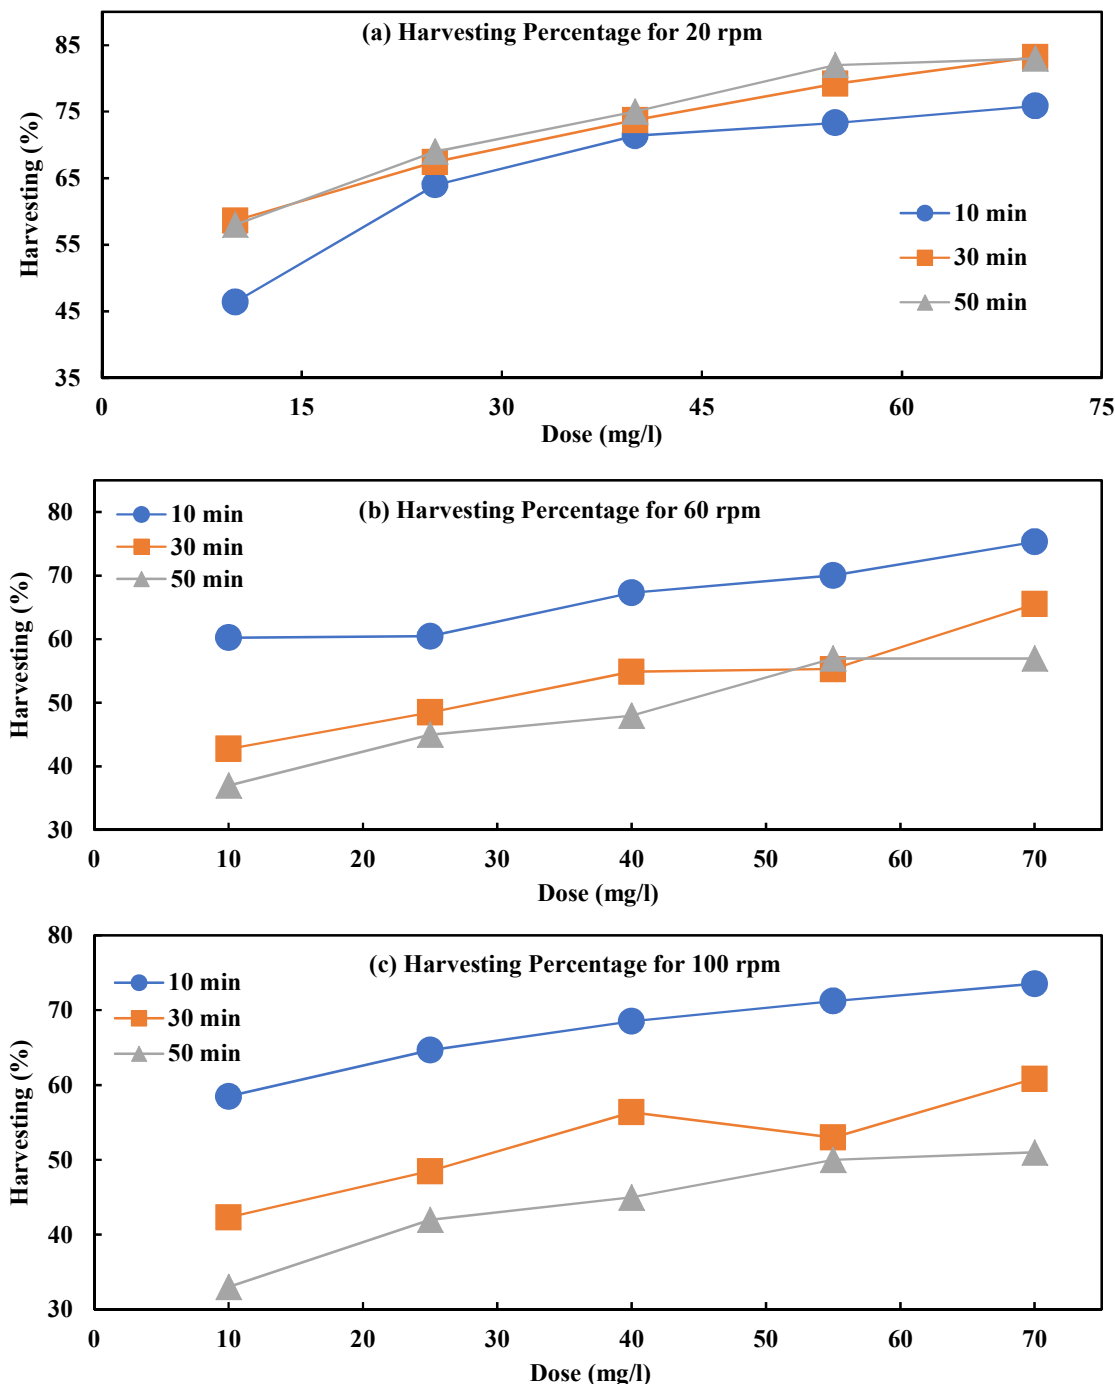 (a) Harvesting Percentage for 20 rpm
Harvesting (%)
85
75
65
55
45
35
10 min
30 min
50 min
0 15 30 45 60 75
Dose (mg/l)
(b) Harvesting Percentage for 60 rpm
Harvesting (%)
10 min
30 min
50 min
80
70
60
50
40
30
0 10 20 30 40 50 60 70
Dose (mg/l)
(c) Harvesting Percentage for 100 rpm
Harvesting (%)
10 min
30 min
50 min
80
70
60
50
40
30
0 10 20 30 40 50 60 70
Dose (mg/l)